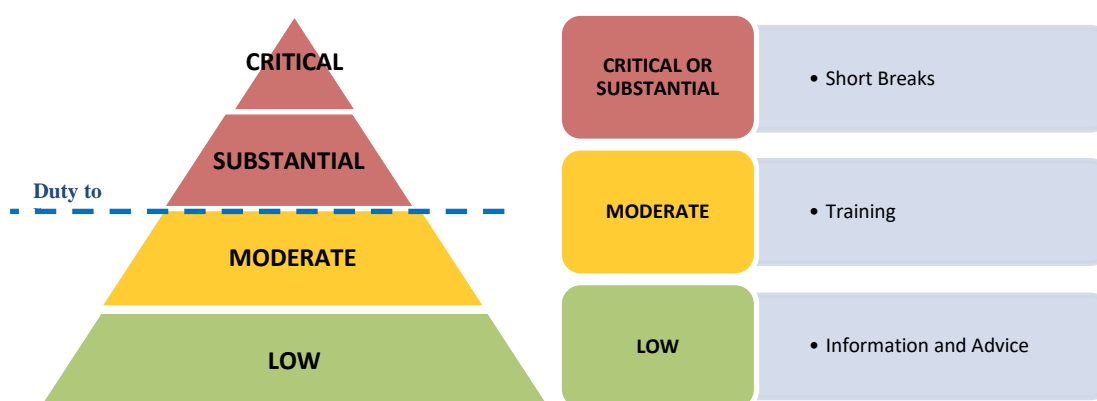 CRITICAL
SUBSTANTIAL
Duty to
MODERATE
LOW
CRITICAL OR
SUBSTANTIAL
• Short Breaks
MODERATE
• Training
LOW
• Information and Advice